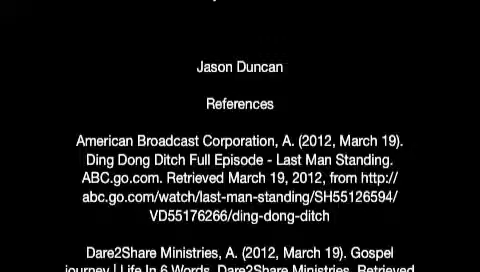 Jason Duncan
References
American Broadcast Corporation, A. (2012, March 19).
Ding Dong Ditch Full Episode - Last Man Standing.
ABC.go.com. Retrieved March 19, 2012, from http://
abc.go.com/watch/last-man-standing/SH55126594/
VD55176266/ding-dong-ditch
Dare2Share Ministries, A. (2012, March 19). Gospel
journey | Life In 6 Words. Dare2Share Ministries. Retrieved